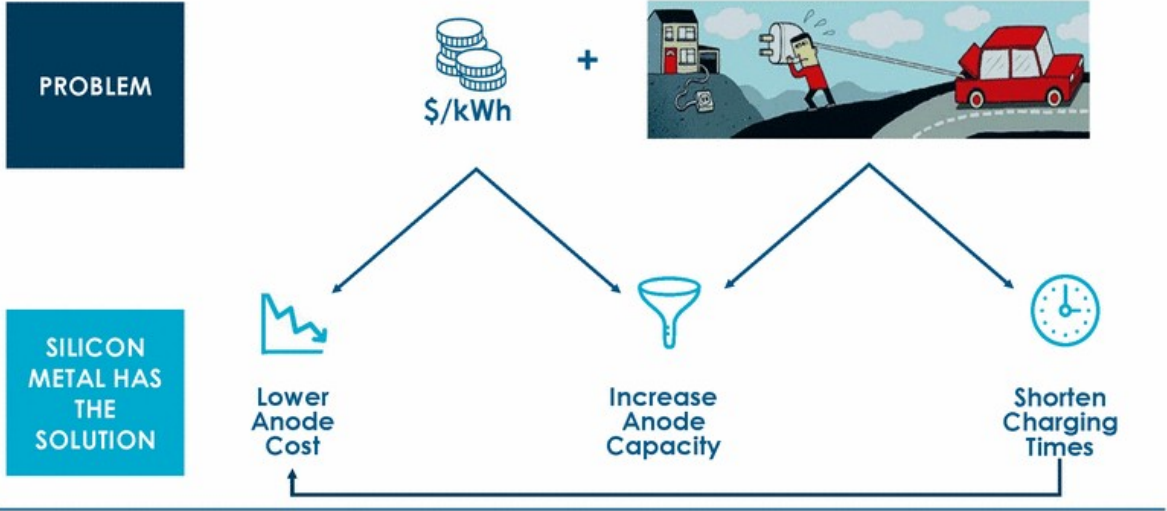 PROBLEM
+
$/kWh
SILICON
METAL HAS
THE
SOLUTION
Lower
Anode
Cost
Increase
Anode
Capacity
Shorten
Charging
Times